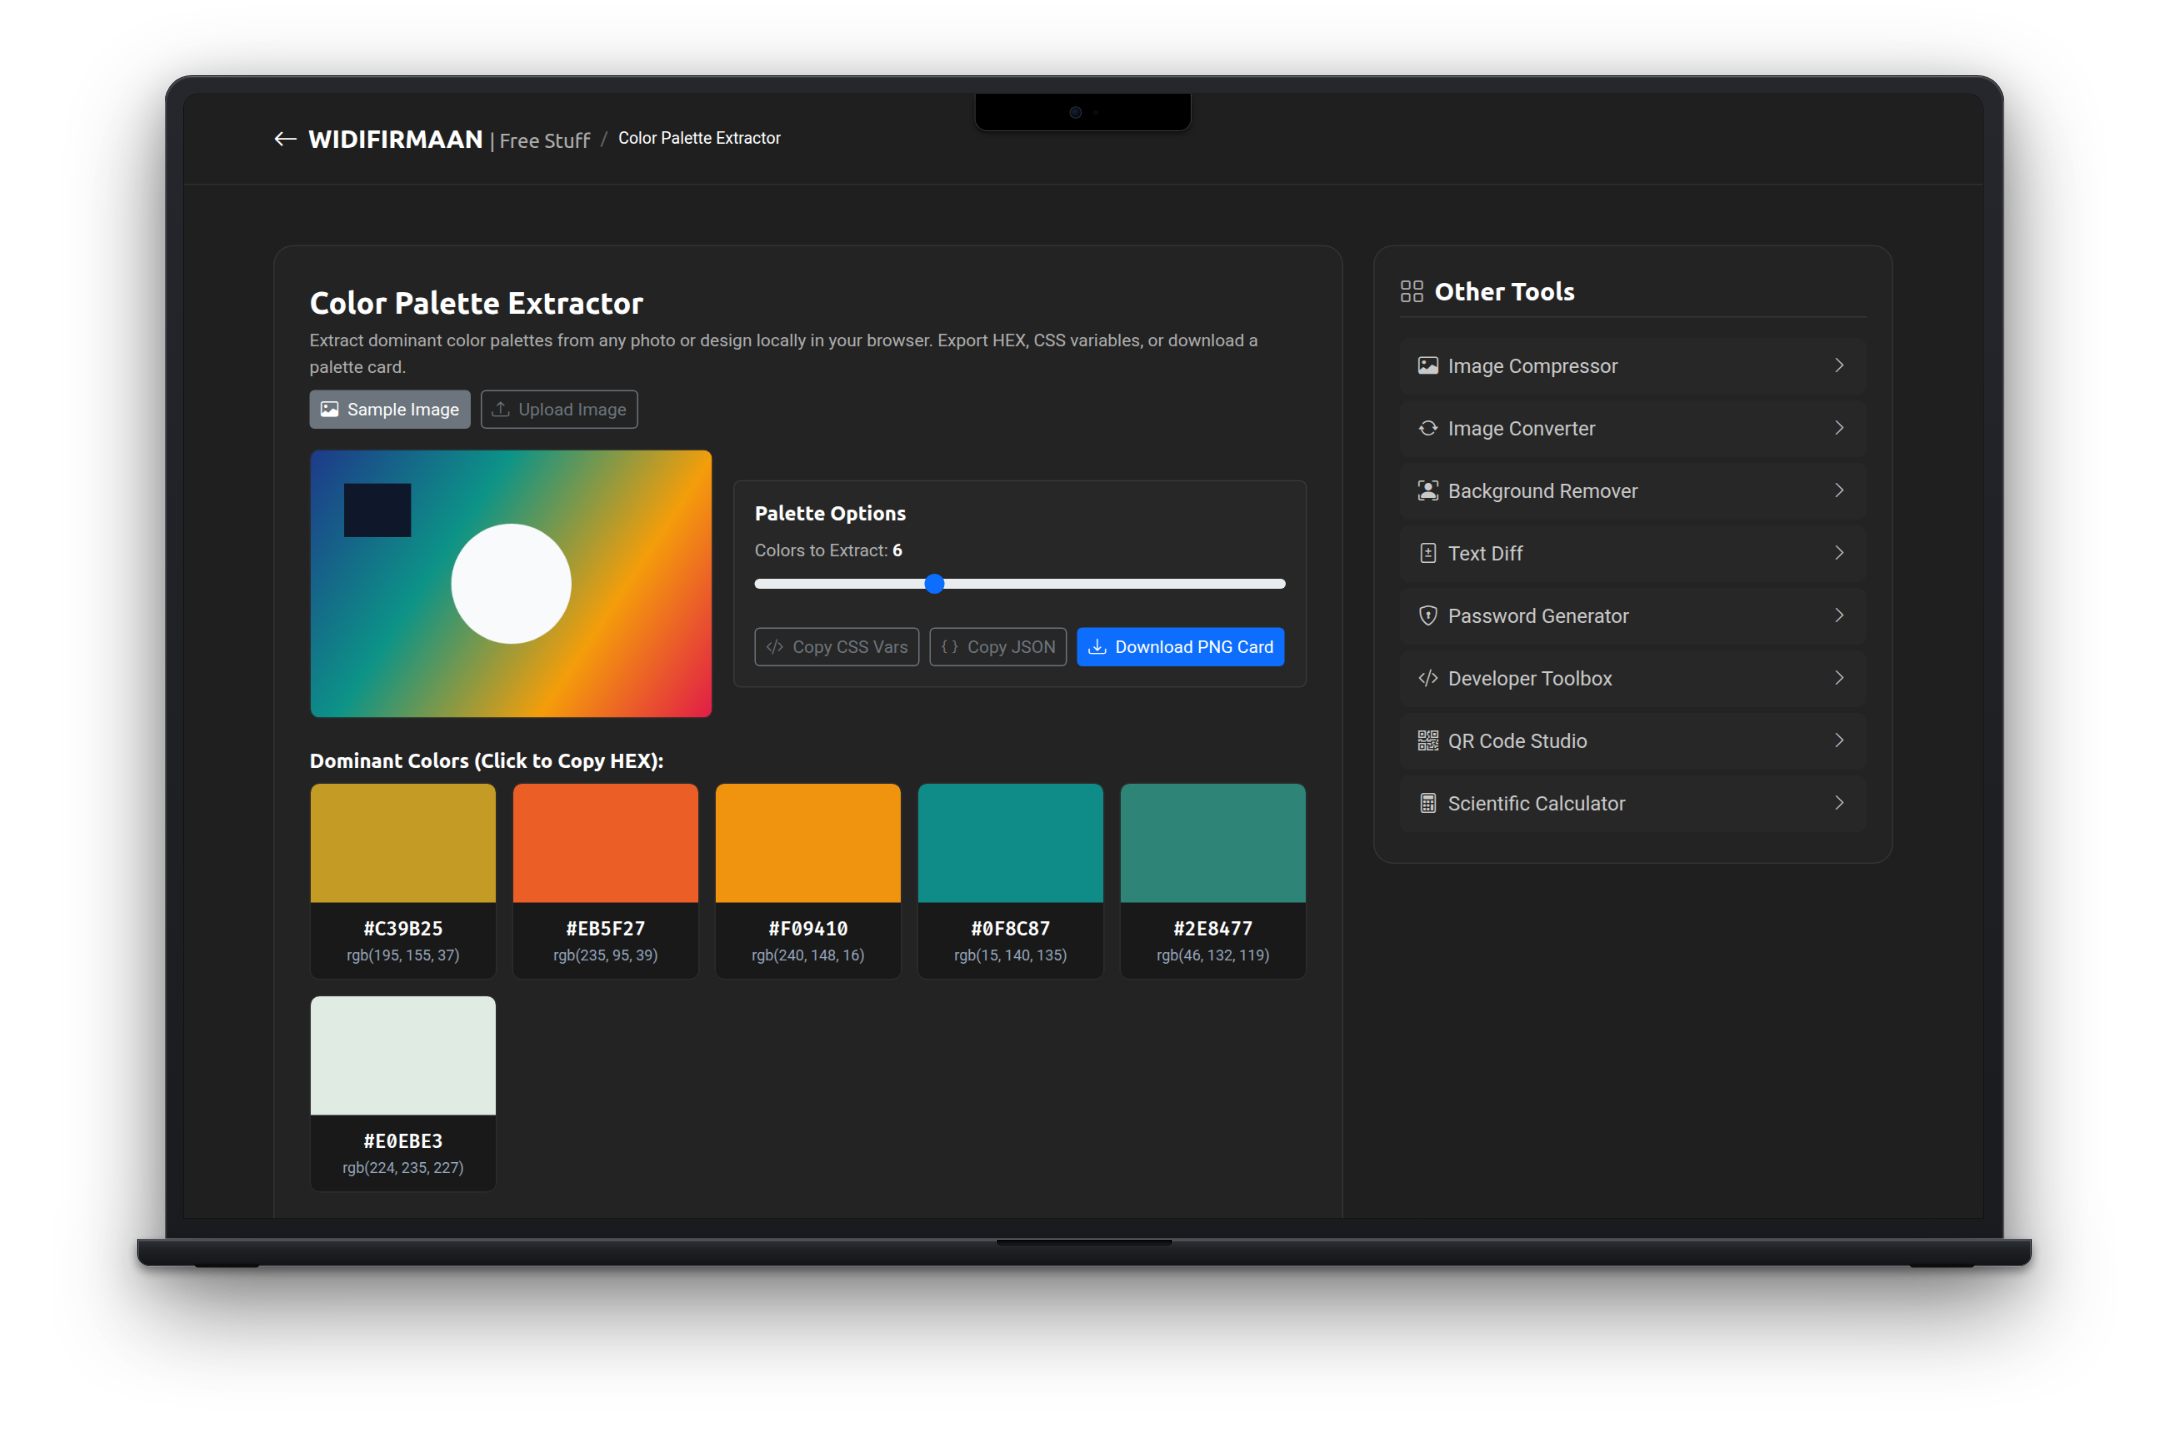 WIDIFIRMAAN | Free Stuff / Color Palette Extractor
Color Palette Extractor
Extract dominant color palettes from any photo or design locally in your browser. Export HEX, CSS variables, or download a
palette card.
Sample Image
Upload Image
Palette Options
Colors to Extract: 6
Copy CSS Vars
Copy JSON
Download PNG Card
Dominant Colors (Click to Copy HEX):
#C39B25
rgb(195, 155, 37)
#EB5F27
rgb(235, 95, 39)
#F09410
rgb(240, 148, 16)
#0F8C87
rgb(15, 140, 135)
#2E8477
rgb(46, 132, 119)
#E0EBE3
rgb(224, 235, 227)
Other Tools
Image Compressor
Image Converter
Background Remover
Text Diff
Password Generator
Developer Toolbox
QR Code Studio
Scientific Calculator